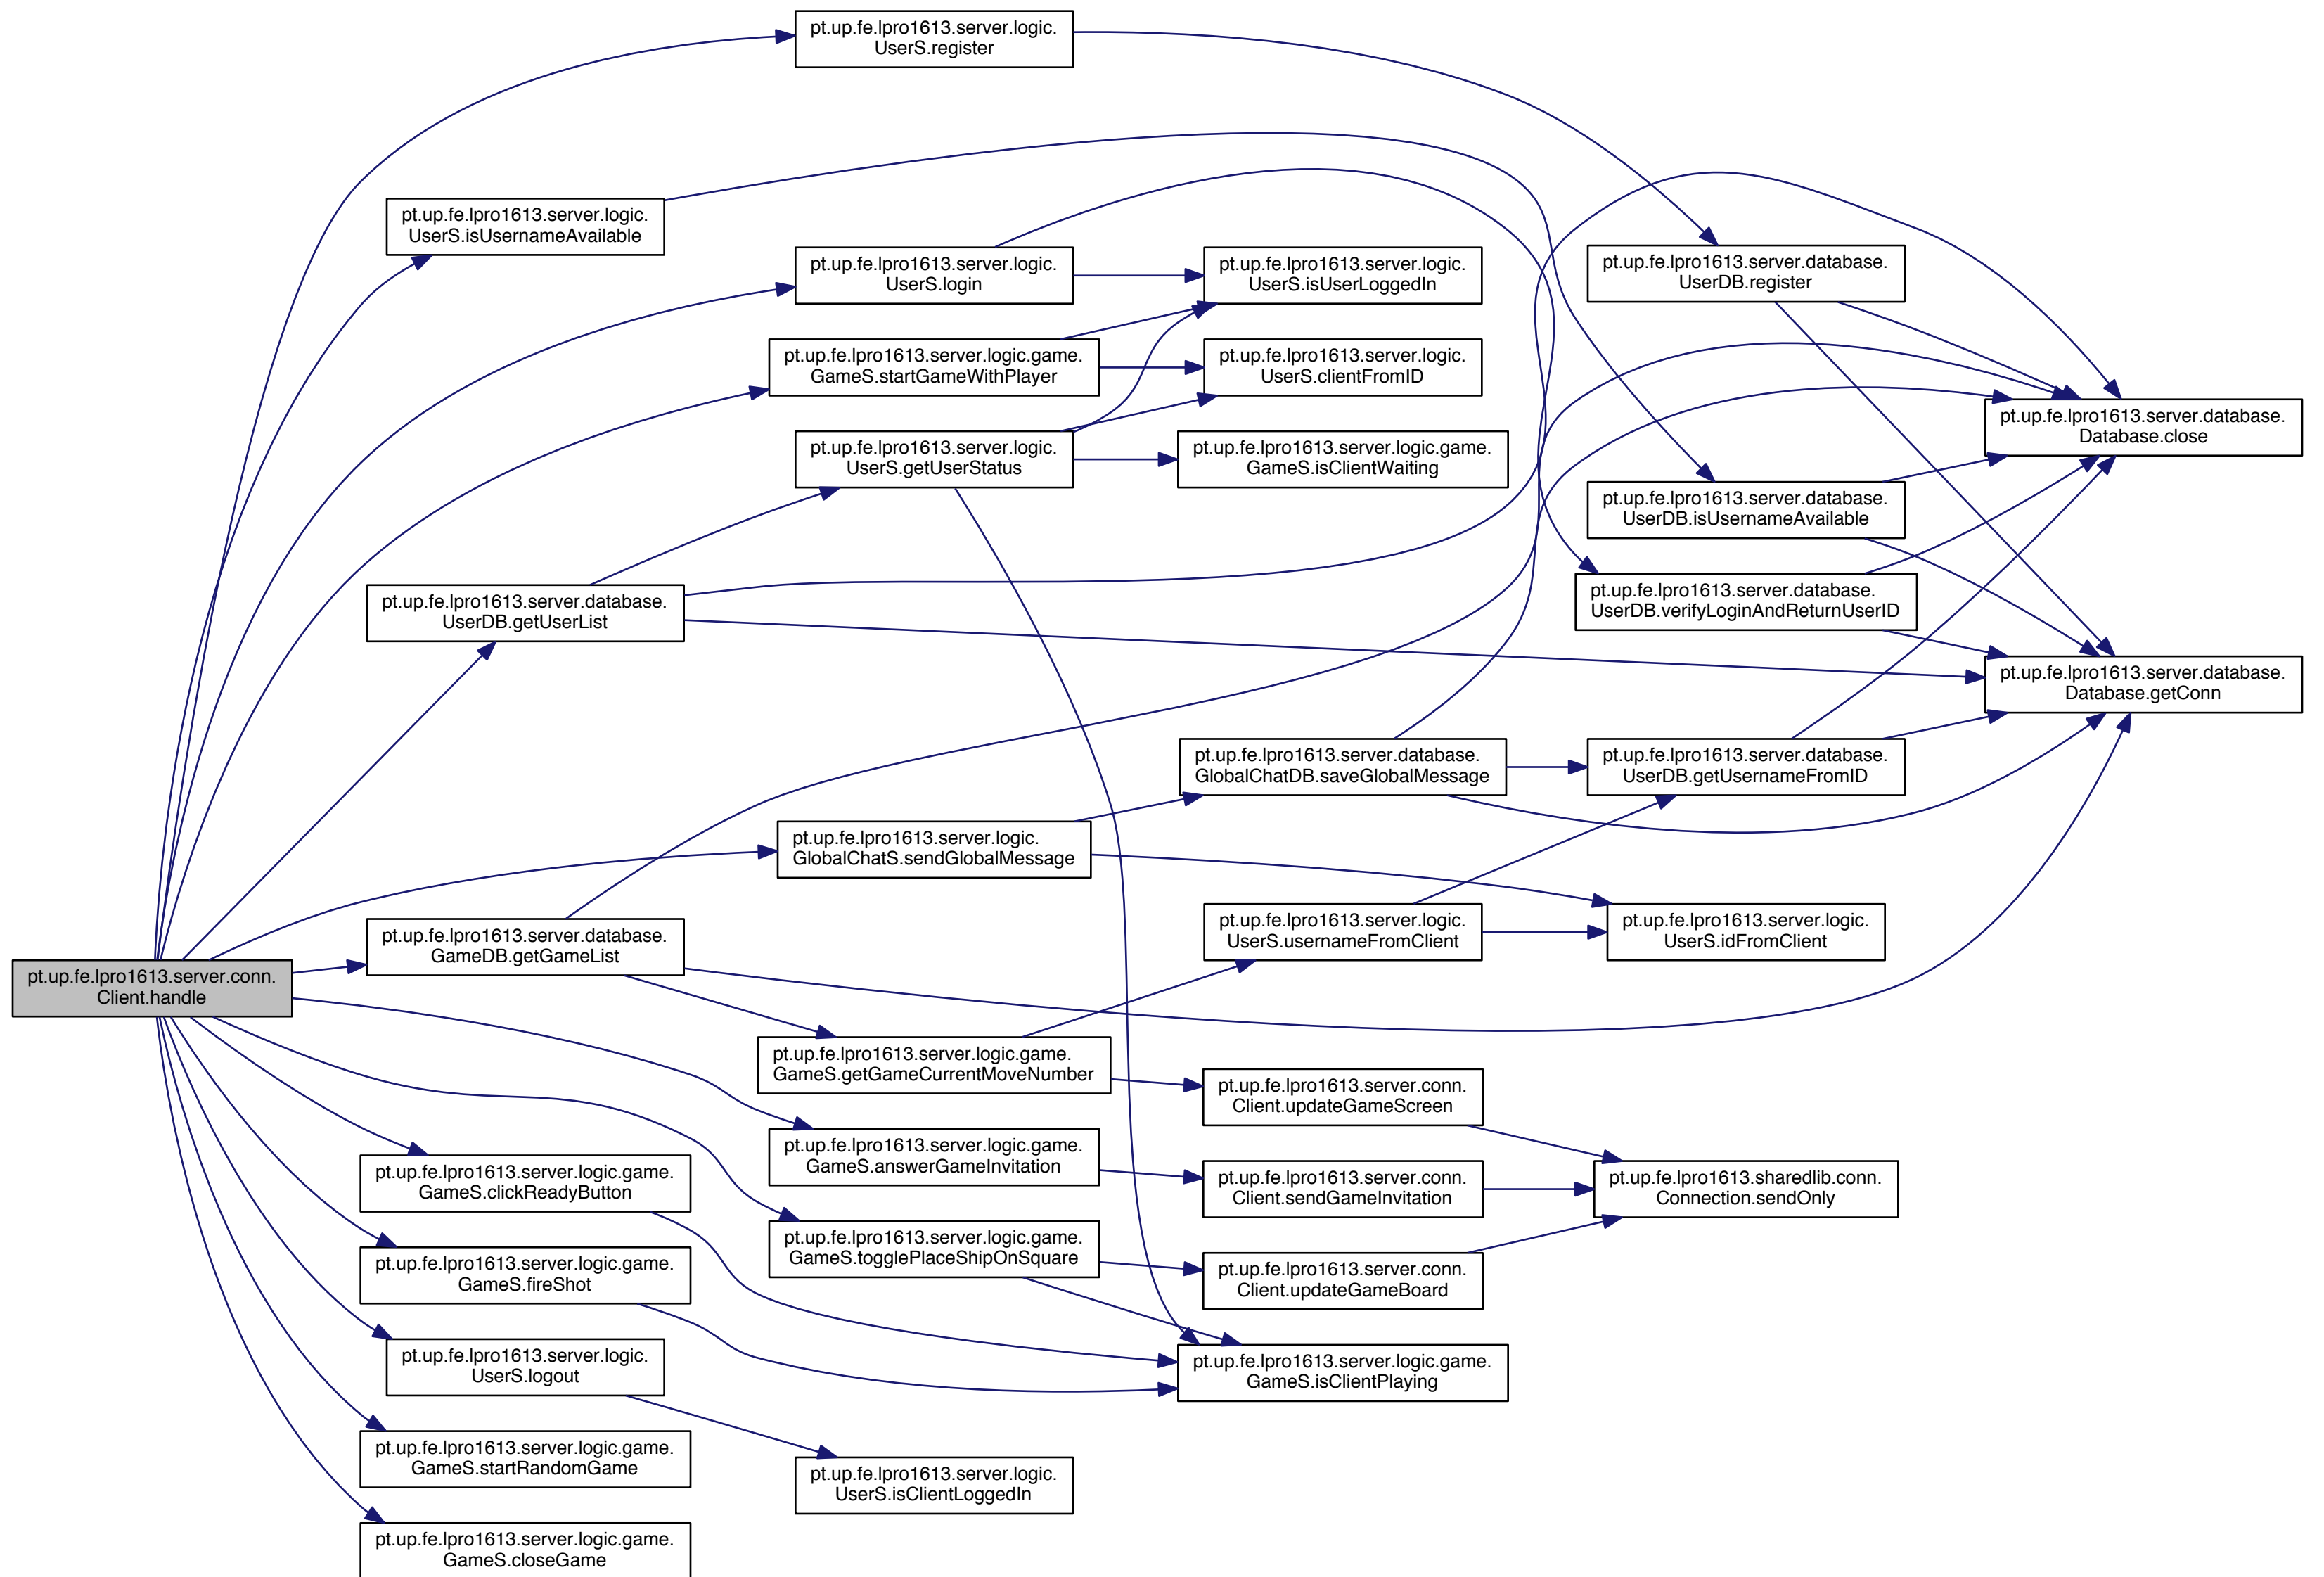 pt.up.fe.lpro1613.server.logic.
UserS.register
pt.up.fe.lpro1613.server.logic.
UserS.isUsernameAvailable
pt.up.fe.lpro1613.server.logic.
UserS.login
pt.up.fe.lpro1613.server.logic.
UserS.isUserLoggedIn
pt.up.fe.lpro1613.server.database.
UserDB.register
pt.up.fe.lpro1613.server.logic.game.
GameS.startGameWithPlayer
pt.up.fe.lpro1613.server.logic.
UserS.clientFromID
pt.up.fe.lpro1613.server.database.
Database.close
pt.up.fe.lpro1613.server.logic.
UserS.getUserStatus
pt.up.fe.lpro1613.server.logic.game.
GameS.isClientWaiting
pt.up.fe.lpro1613.server.database.
UserDB.isUsernameAvailable
pt.up.fe.lpro1613.server.database.
UserDB.getUserList
pt.up.fe.lpro1613.server.database.
UserDB.verifyLoginAndReturnUserID
pt.up.fe.lpro1613.server.database.
Database.getConn
pt.up.fe.lpro1613.server.database.
GlobalChatDB.saveGlobalMessage
pt.up.fe.lpro1613.server.database.
UserDB.getUsernameFromID
pt.up.fe.lpro1613.server.logic.
GlobalChatS.sendGlobalMessage
pt.up.fe.lpro1613.server.database.
GameDB.getGameList
pt.up.fe.lpro1613.server.logic.
UserS.usernameFromClient
pt.up.fe.lpro1613.server.logic.
UserS.idFromClient
pt.up.fe.lpro1613.server.conn.
Client.handle
pt.up.fe.lpro1613.server.logic.game.
GameS.getGameCurrentMoveNumber
pt.up.fe.lpro1613.server.conn.
Client.updateGameScreen
pt.up.fe.lpro1613.server.logic.game.
GameS.answerGameInvitation
pt.up.fe.lpro1613.server.logic.game.
GameS.clickReadyButton
pt.up.fe.lpro1613.server.conn.
Client.sendGameInvitation
pt.up.fe.lpro1613.sharedlib.conn.
Connection.sendOnly
pt.up.fe.lpro1613.server.logic.game.
GameS.togglePlaceShipOnSquare
pt.up.fe.lpro1613.server.logic.game.
GameS.fireShot
pt.up.fe.lpro1613.server.conn.
Client.updateGameBoard
pt.up.fe.lpro1613.server.logic.
UserS.logout
pt.up.fe.lpro1613.server.logic.game.
GameS.isClientPlaying
pt.up.fe.lpro1613.server.logic.game.
GameS.startRandomGame
pt.up.fe.lpro1613.server.logic.
UserS.isClientLoggedIn
pt.up.fe.lpro1613.server.logic.game.
GameS.closeGame